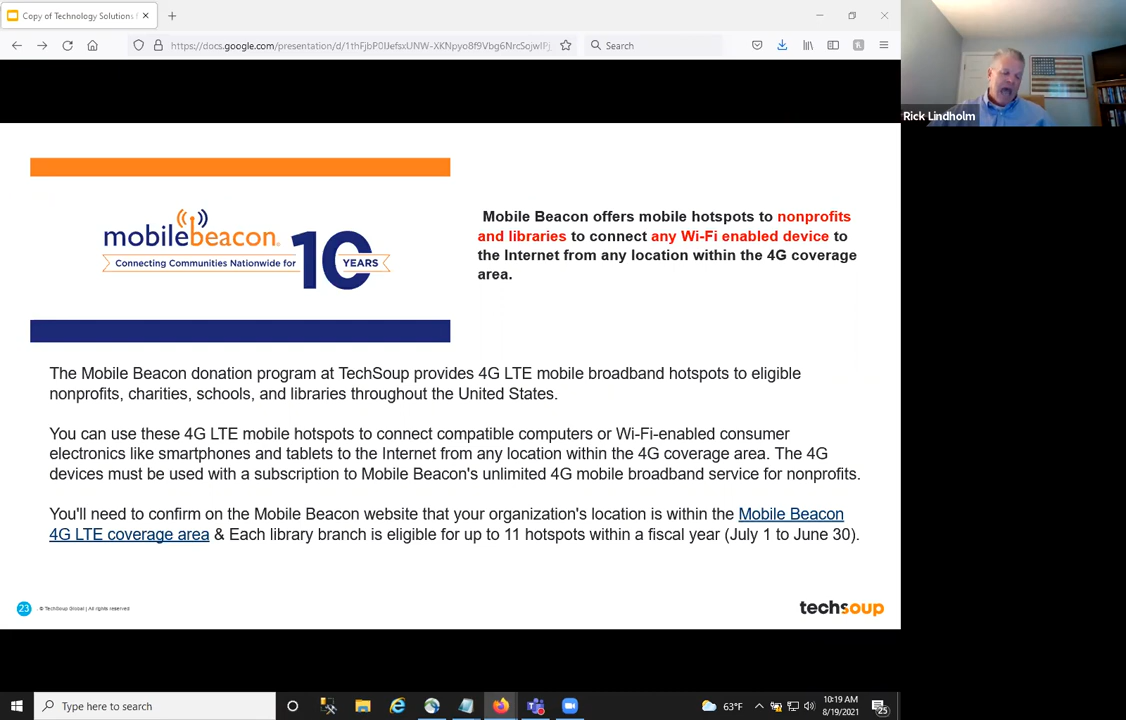 Copy of Technology Solutions
https://docs.google.com/presentation/d/
Search
Rick Lindholm
mobilebeacon
Connecting Communities Nationwide for
10
YEARS
Mobile Beacon offers mobile hotspots to nonprofits
and libraries to connect any Wi-Fi enabled device to
the Internet from any location within the 4G coverage
area.
The Mobile Beacon donation program at TechSoup provides 4G LTE mobile broadband hotspots to eligible
nonprofits, charities, schools, and libraries throughout the United States.
You can use these 4G LTE mobile hotspots to connect compatible computers or Wi-Fi-enabled consumer
electronics like smartphones and tablets to the Internet from any location within the 4G coverage area. The 4G
devices must be used with a subscription to Mobile Beacon's unlimited 4G mobile broadband service for nonprofits.
You'll need to confirm on the Mobile Beacon website that your organization's location is within the Mobile Beacon
4G LTE coverage area & Each library branch is eligible for up to 11 hotspots within a fiscal year (July 1 to June 30).
23
© TechSoup Global | All rights reserved
techsoup
Type here to search
63°F
10:19 AM
8/19/2021
25